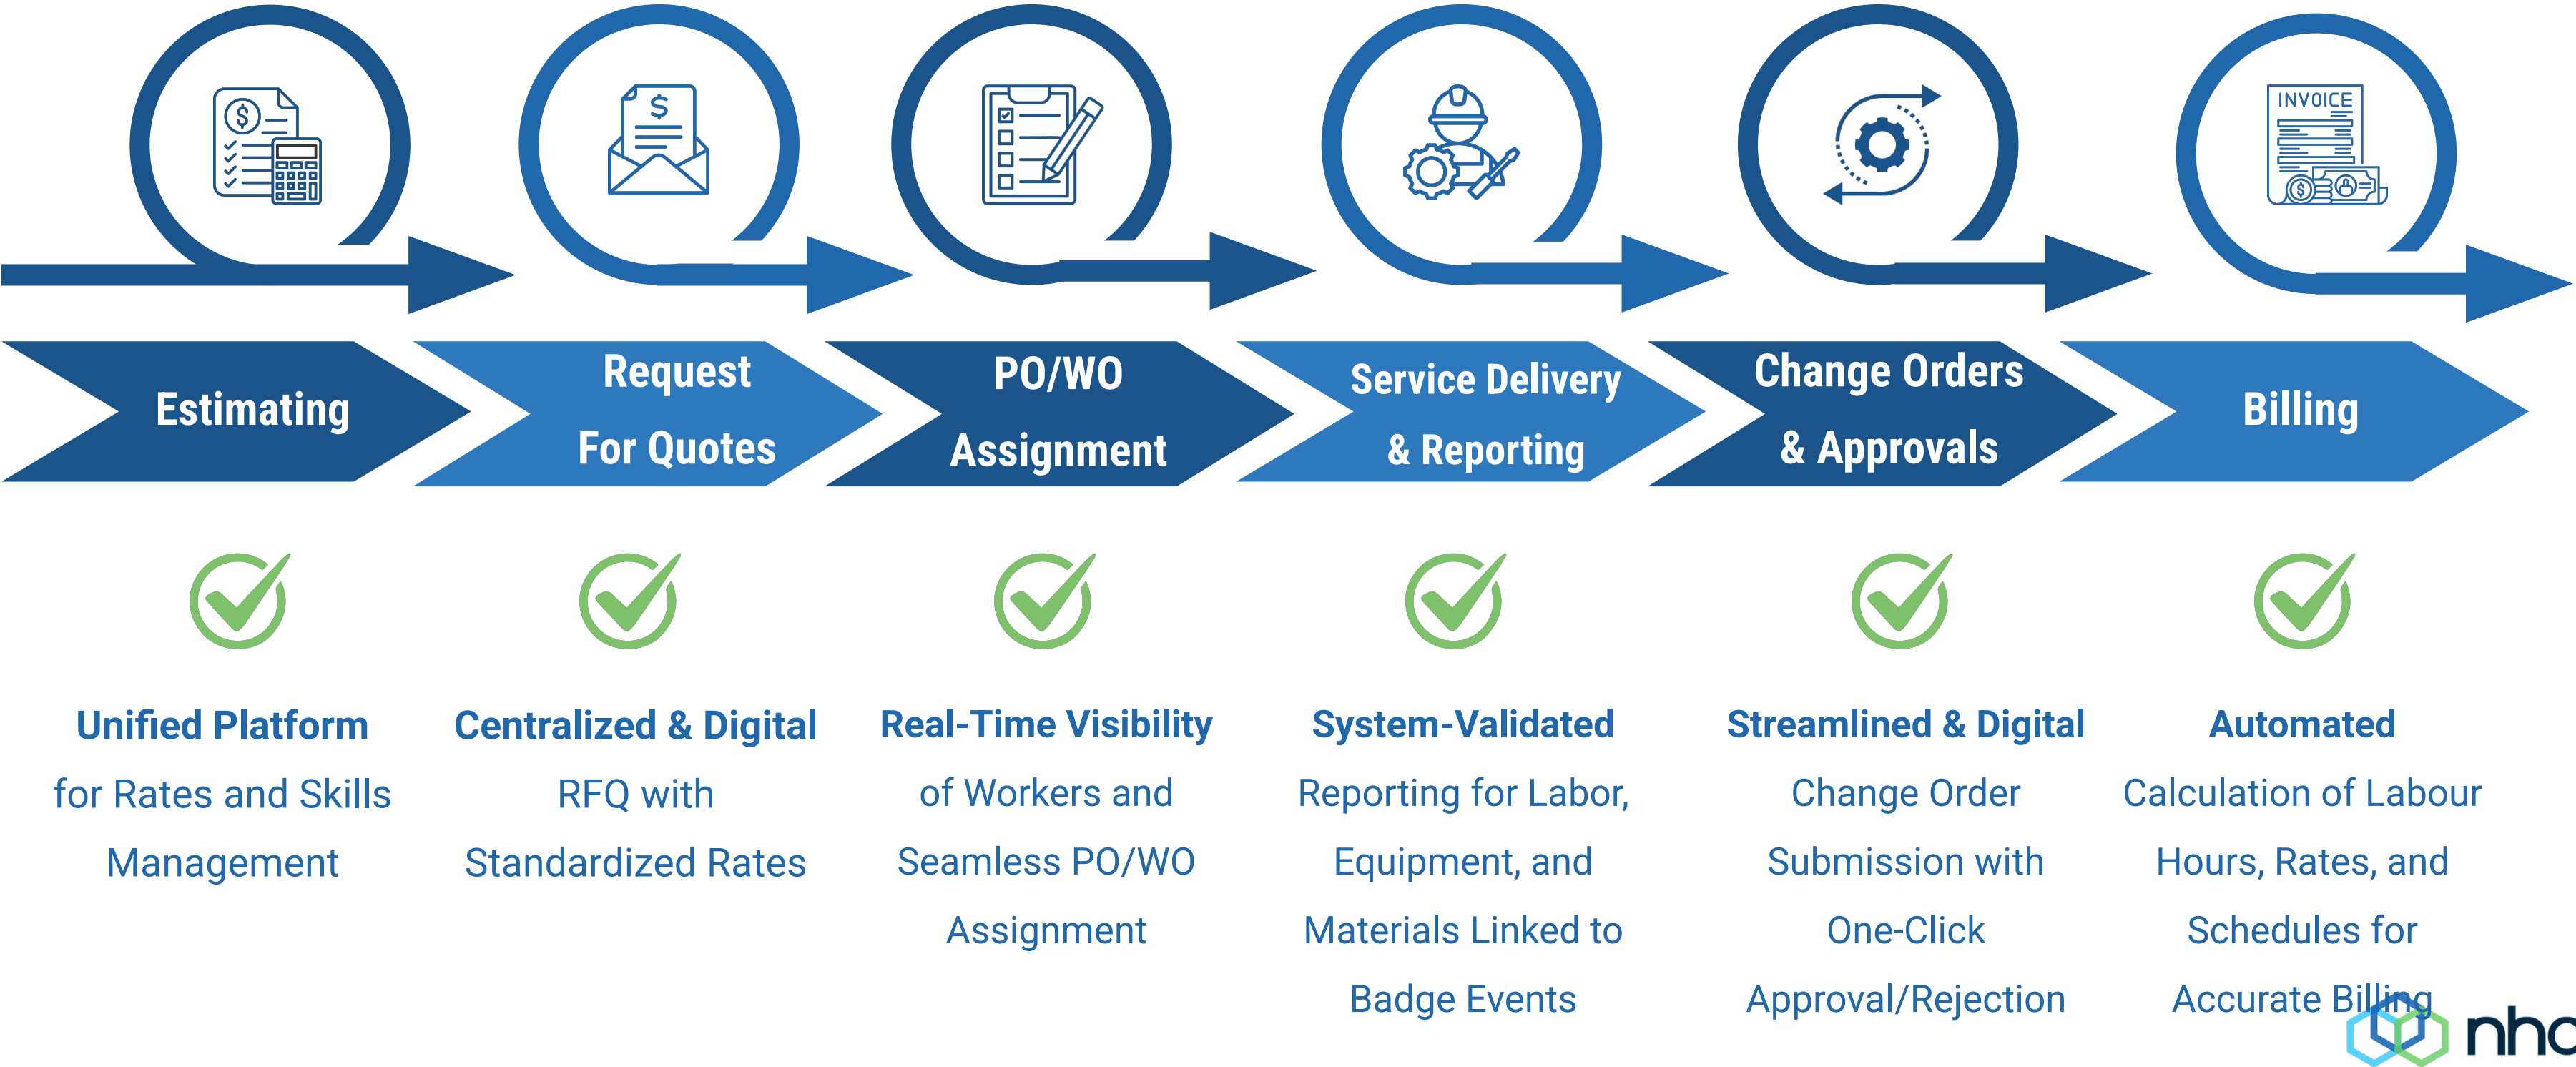 $
$
INVOICE
$
Estimating
Request
For Quotes
PO/WO
Assignment
Service Delivery
& Reporting
Change Orders
& Approvals
Billing
Unified Platform
for Rates and Skills
Management
Centralized & Digital
RFQ with
Standardized Rates
Real-Time Visibility
of Workers and
Seamless PO/WO
Assignment
System-Validated
Reporting for Labor,
Equipment, and
Materials Linked to
Badge Events
Streamlined & Digital
Change Order
Submission with
One-Click
Approval/Rejection
Automated
Calculation of Labour
Hours, Rates, and
Schedules for
Accurate Billing